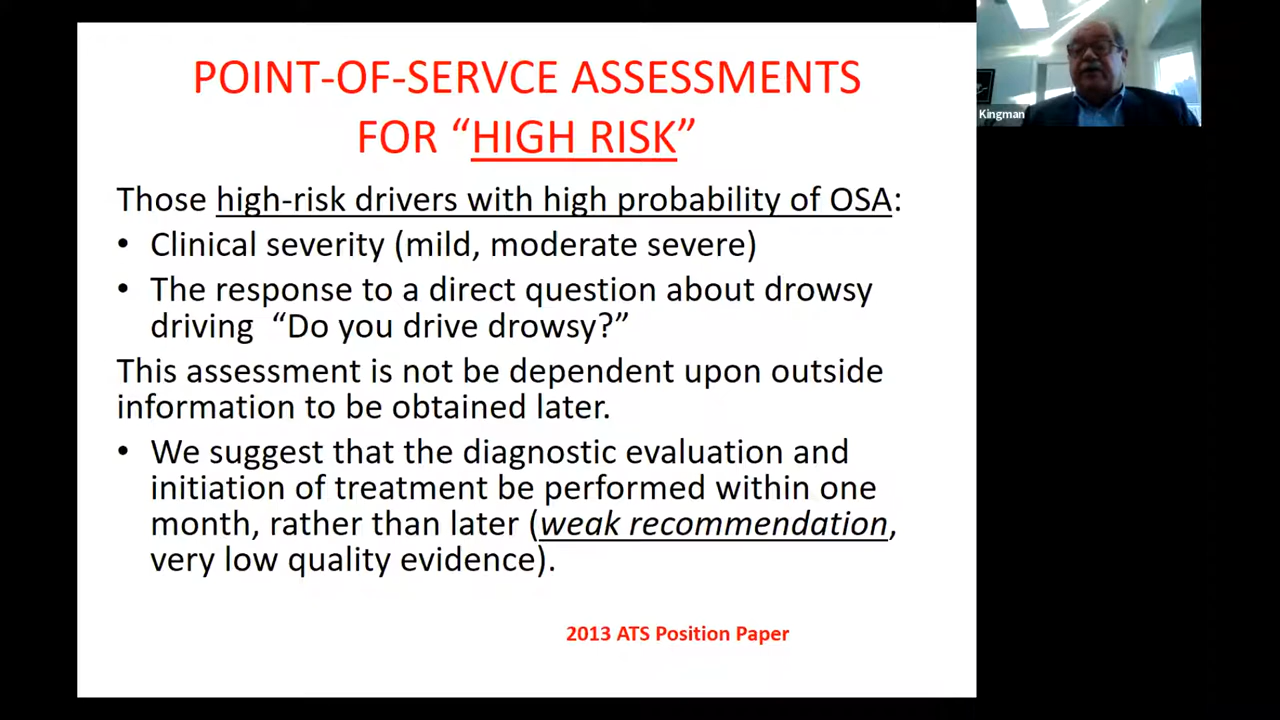 POINT-OF-SERVCE ASSESSMENTS
FOR “HIGH RISK”
Those high-risk drivers with high probability of OSA:
• Clinical severity (mild, moderate severe)
• The response to a direct question about drowsy
driving “Do you drive drowsy?”
This assessment is not be dependent upon outside
information to be obtained later.
• We suggest that the diagnostic evaluation and
initiation of treatment be performed within one
month, rather than later (weak recommendation,
very low quality evidence).
2013 ATS Position Paper
Kingman